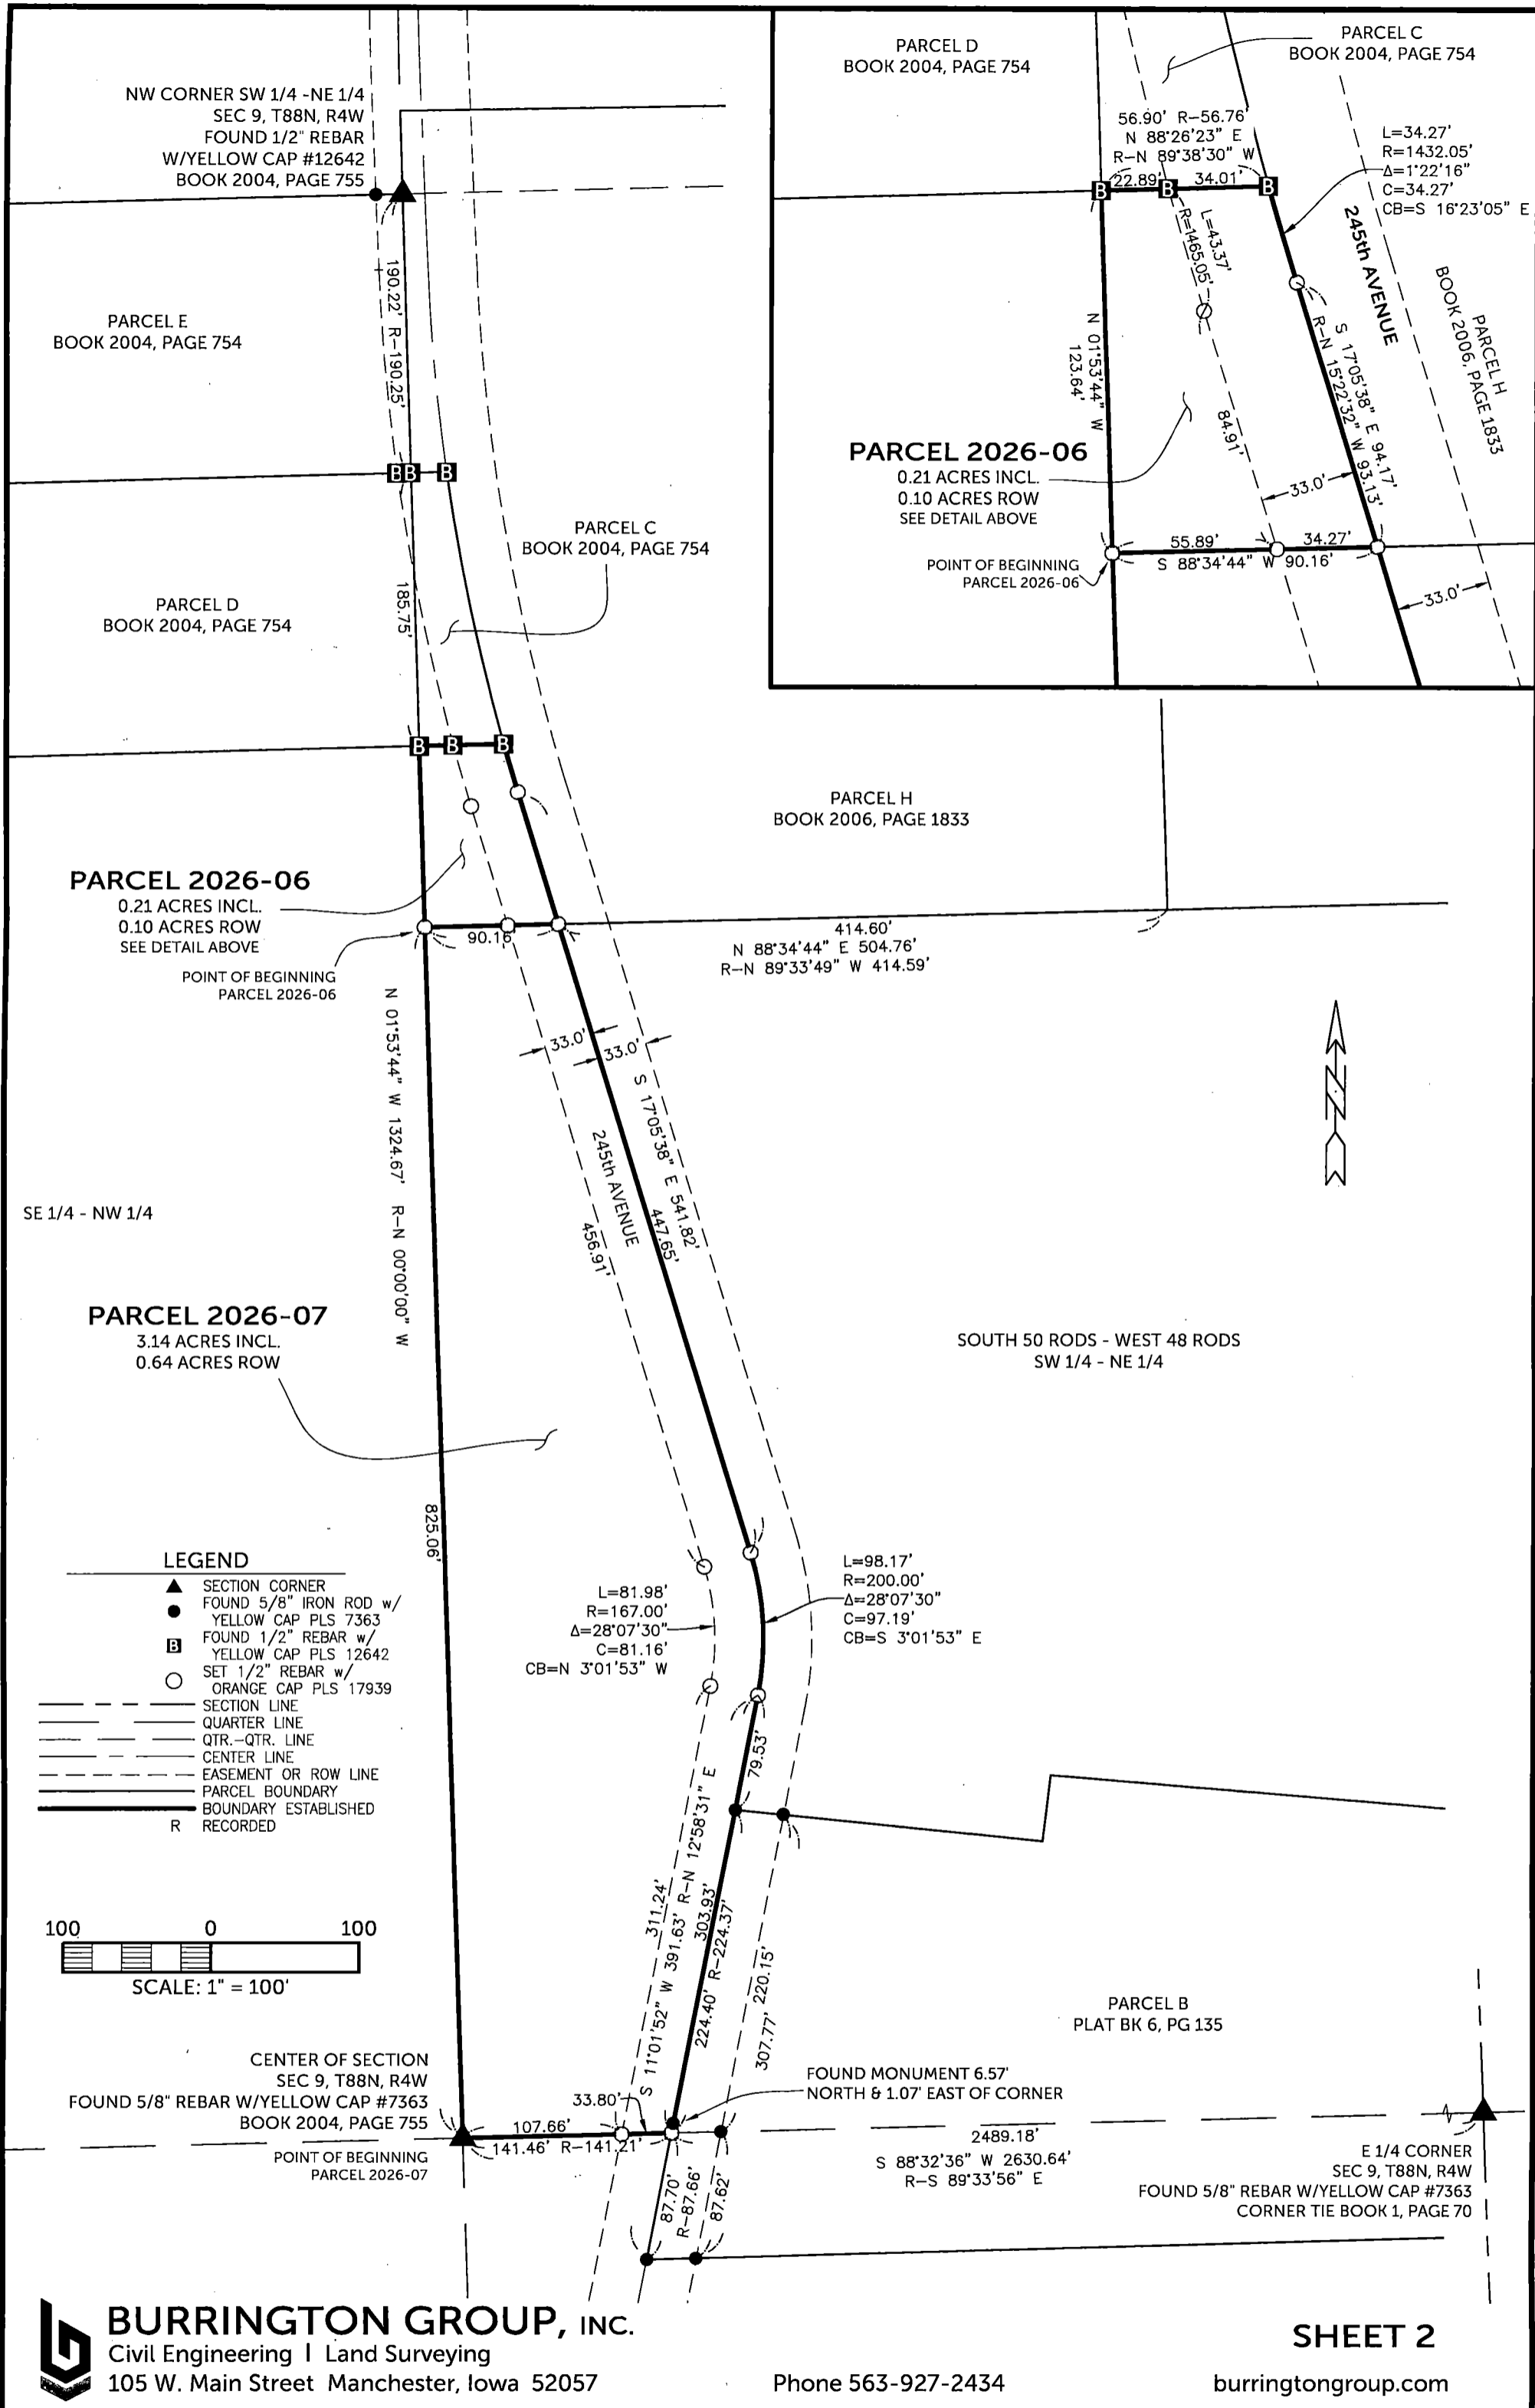 PARCEL D
BOOK 2004, PAGE 754
PARCEL C
BOOK 2004, PAGE 754
56.90' R-56.76'
N 88°26'23" E
R-N 89°38'30" W
22.89'
34.01'
B
B
B
L=34.27'
R=1432.05'
Δ=1°22'16"
C=34.27'
CB=S 16°23'05" E
L=43.37'
R=1465.05'
245th AVENUE
PARCEL H
BOOK 2006, PAGE 1833
N 01°53'44" W
123.64'
S 17°05'38" E 94.17'
R-N 15°22'32" W 93.13'
84.91'
PARCEL 2026-06
0.21 ACRES INCL.
0.10 ACRES ROW
SEE DETAIL ABOVE
33.0'
55.89'
34.27'
S 88°34'44" W 90.16'
POINT OF BEGINNING
PARCEL 2026-06
33.0'
NW CORNER SW 1/4 -NE 1/4
SEC 9, T88N, R4W
FOUND 1/2" REBAR
W/YELLOW CAP #12642
BOOK 2004, PAGE 755
190.22' R-190.25'
PARCEL E
BOOK 2004, PAGE 754
B
B
B
PARCEL C
BOOK 2004, PAGE 754
185.75'
PARCEL D
BOOK 2004, PAGE 754
B
B
B
PARCEL H
BOOK 2006, PAGE 1833
PARCEL 2026-06
0.21 ACRES INCL.
0.10 ACRES ROW
SEE DETAIL ABOVE
POINT OF BEGINNING
PARCEL 2026-06
90.16'
414.60'
N 88°34'44" E 504.76'
R-N 89°33'49" W 414.59'
N 01°53'44" W 1324.67' R-N 00°00'00" W
33.0'
33.0'
S 17°05'38" E 541.82'
447.65'
245th AVENUE
456.91'
N
SE 1/4 - NW 1/4
PARCEL 2026-07
3.14 ACRES INCL.
0.64 ACRES ROW
SOUTH 50 RODS - WEST 48 RODS
SW 1/4 - NE 1/4
825.06'
LEGEND
SECTION CORNER
FOUND 5/8" IRON ROD w/
YELLOW CAP PLS 7363
B FOUND 1/2" REBAR w/
YELLOW CAP PLS 12642
SET 1/2" REBAR w/
ORANGE CAP PLS 17939
SECTION LINE
QUARTER LINE
QTR.-QTR. LINE
CENTER LINE
EASEMENT OR ROW LINE
PARCEL BOUNDARY
BOUNDARY ESTABLISHED
R RECORDED
L=81.98'
R=167.00'
Δ=28°07'30"
C=81.16'
CB=N 3°01'53" W
L=98.17'
R=200.00'
Δ=28°07'30"
C=97.19'
CB=S 3°01'53" E
79.53'
311.24'
S 11°01'52" W 391.63' R-N 12°58'31" E
303.93'
224.40' R-224.37'
220.15'
307.77'
100 0 100
SCALE: 1" = 100'
PARCEL B
PLAT BK 6, PG 135
CENTER OF SECTION
SEC 9, T88N, R4W
FOUND 5/8" REBAR W/YELLOW CAP #7363
BOOK 2004, PAGE 755
POINT OF BEGINNING
PARCEL 2026-07
33.80'
107.66'
141.46' R-141.21'
FOUND MONUMENT 6.57'
NORTH & 1.07' EAST OF CORNER
2489.18'
S 88°32'36" W 2630.64'
R-S 89°33'56" E
E 1/4 CORNER
SEC 9, T88N, R4W
FOUND 5/8" REBAR W/YELLOW CAP #7363
CORNER TIE BOOK 1, PAGE 70
87.70'
R-87.66'
87.62'
BURRINGTON GROUP, INC.
Civil Engineering | Land Surveying
105 W. Main Street Manchester, Iowa 52057
Phone 563-927-2434
SHEET 2
burringtongroup.com